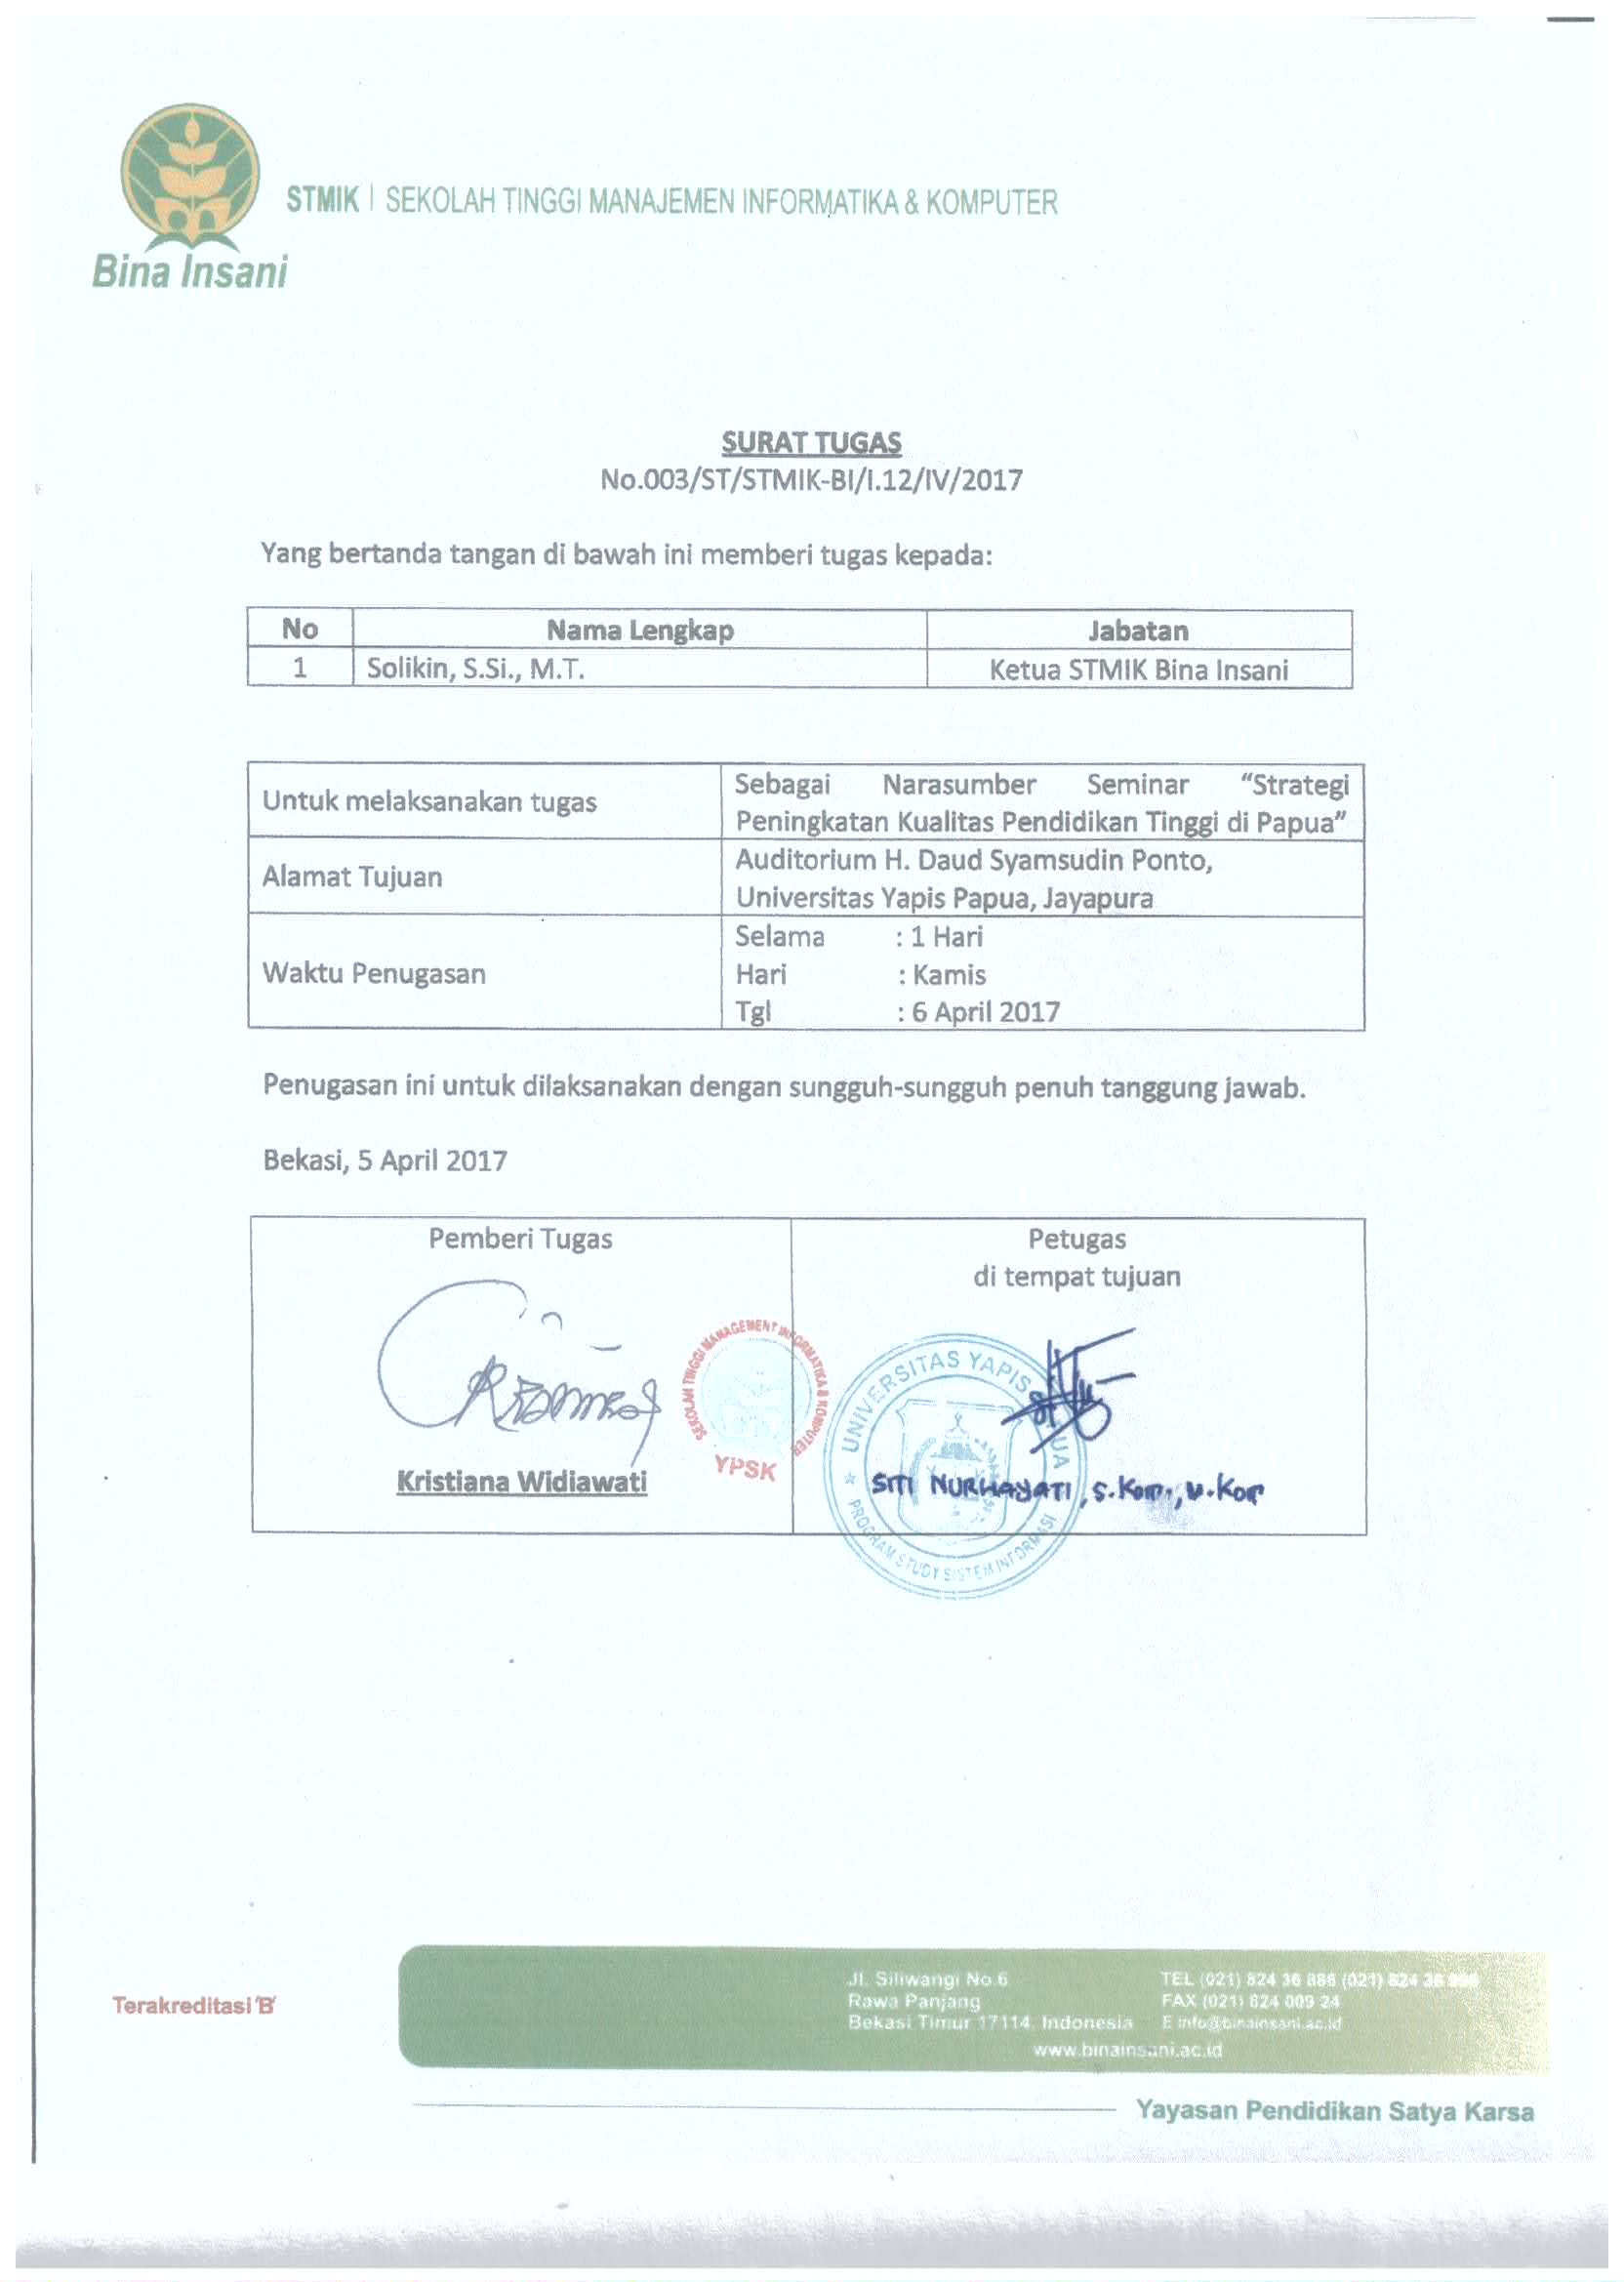 STMIK | SEKOLAH TINGGI MANAJEMEN INFORMATIKA & KOMPUTER
Bina Insani
SURAT TUGAS
No.003/ST/STMIK-BI/I.12/IV/2017
Yang bertanda tangan di bawah ini memberi tugas kepada:
No Nama Lengkap Jabatan
1 Solikin, S.Si., M.T. Ketua STMIK Bina Insani
Untuk melaksanakan tugas
Sebagai Narasumber Seminar “Strategi
Peningkatan Kualitas Pendidikan Tinggi di Papua”
Alamat Tujuan
Auditorium H. Daud Syamsudin Ponto,
Universitas Yapis Papua, Jayapura
Waktu Penugasan
Selama : 1 Hari
Hari : Kamis
Tgl : 6 April 2017
Penugasan ini untuk dilaksanakan dengan sungguh-sungguh penuh tanggung jawab.
Bekasi, 5 April 2017
Pemberi Tugas
Petugas
di tempat tujuan
SEKOLAH TINGGI MANAGEMENT INFORMATIKA & KOMPUTER
YPSK
UNIVERSITAS YAPIS
PROGRAM STUDY SISTEM INFORMASI
Kristiana Widiawati
SITI NURHAYATI, S.Kom.,
Terakreditasi 'B'
Jl. Siliwangi No.6
Rawa Panjang
Bekasi Timur 17114. Indonesia
TEL (021) 824 36 886 (021) 824 36
FAX (021) 824 009 24
E info@binainsani.ac.id
www.binainsani.ac.id
Yayasan Pendidikan Satya Karsa